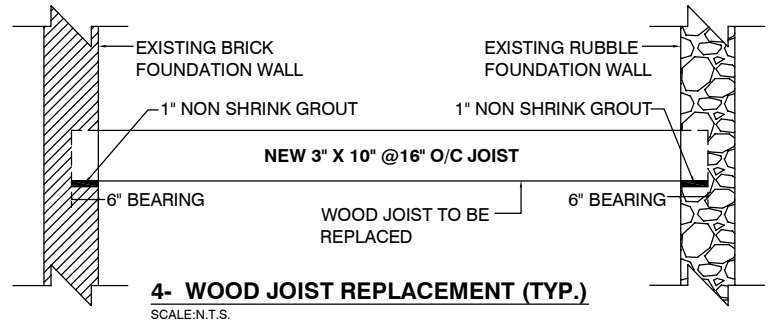 EXISTING BRICK
FOUNDATION WALL
EXISTING RUBBLE
FOUNDATION WALL
1" NON SHRINK GROUT
1" NON SHRINK GROUT
NEW 3" X 10" @16" O/C JOIST
6" BEARING
WOOD JOIST TO BE
REPLACED
6" BEARING
4- WOOD JOIST REPLACEMENT (TYP.)
SCALE:N.T.S.